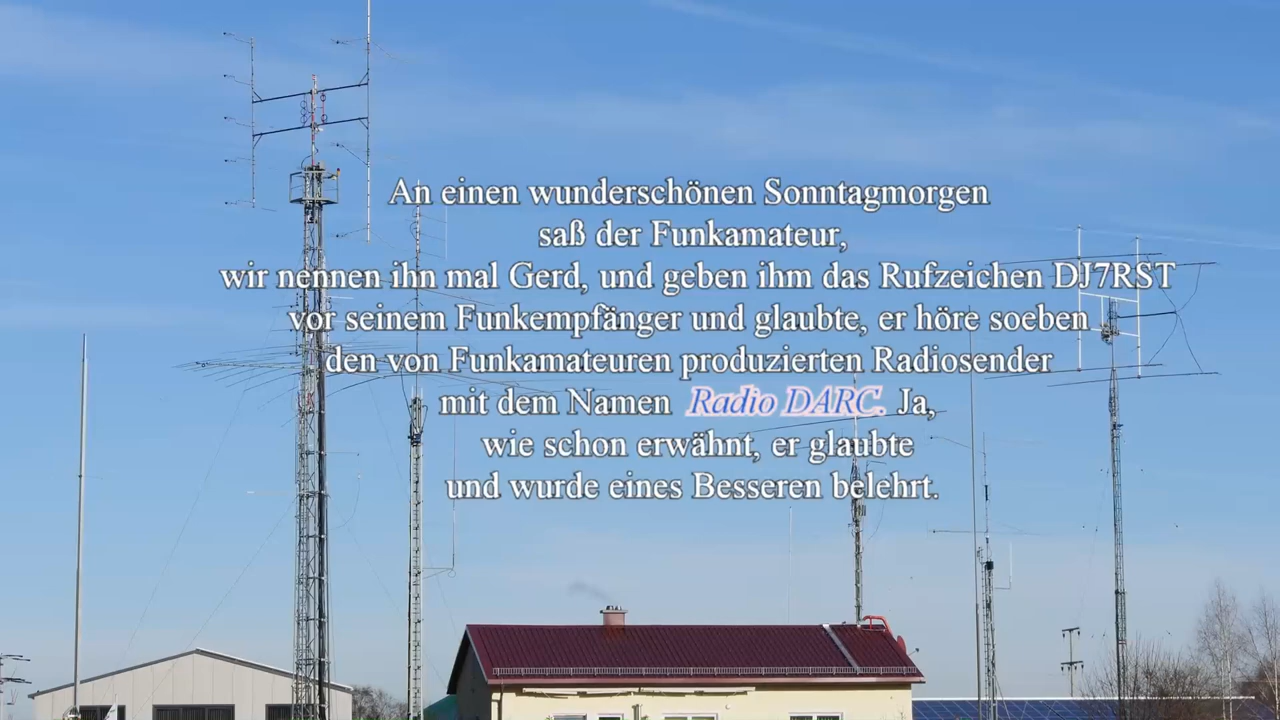 An einen wunderschönen Sonntagmorgen
saß der Funkamateur,
wir nennen ihn mal Gerd, und geben ihm das Rufzeichen DJ7RST
vor seinem Funkempfänger und glaubte, er höre soeben
den von Funkamateuren produzierten Radiosender
mit dem Namen Radio DARC. Ja,
wie schon erwähnt, er glaubte
und wurde eines Besseren belehrt.